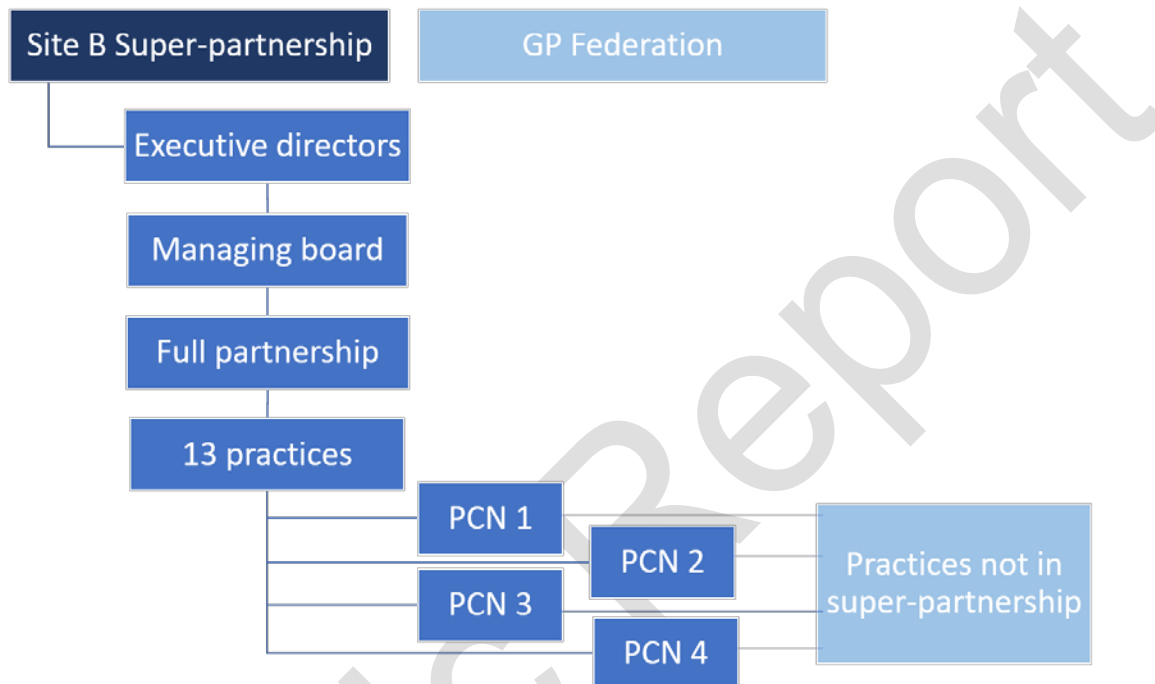 Site B Super-partnership
GP Federation
Executive directors
Managing board
Full partnership
13 practices
PCN 1
PCN 2
PCN 3
PCN 4
Practices not in
super-partnership
c Report